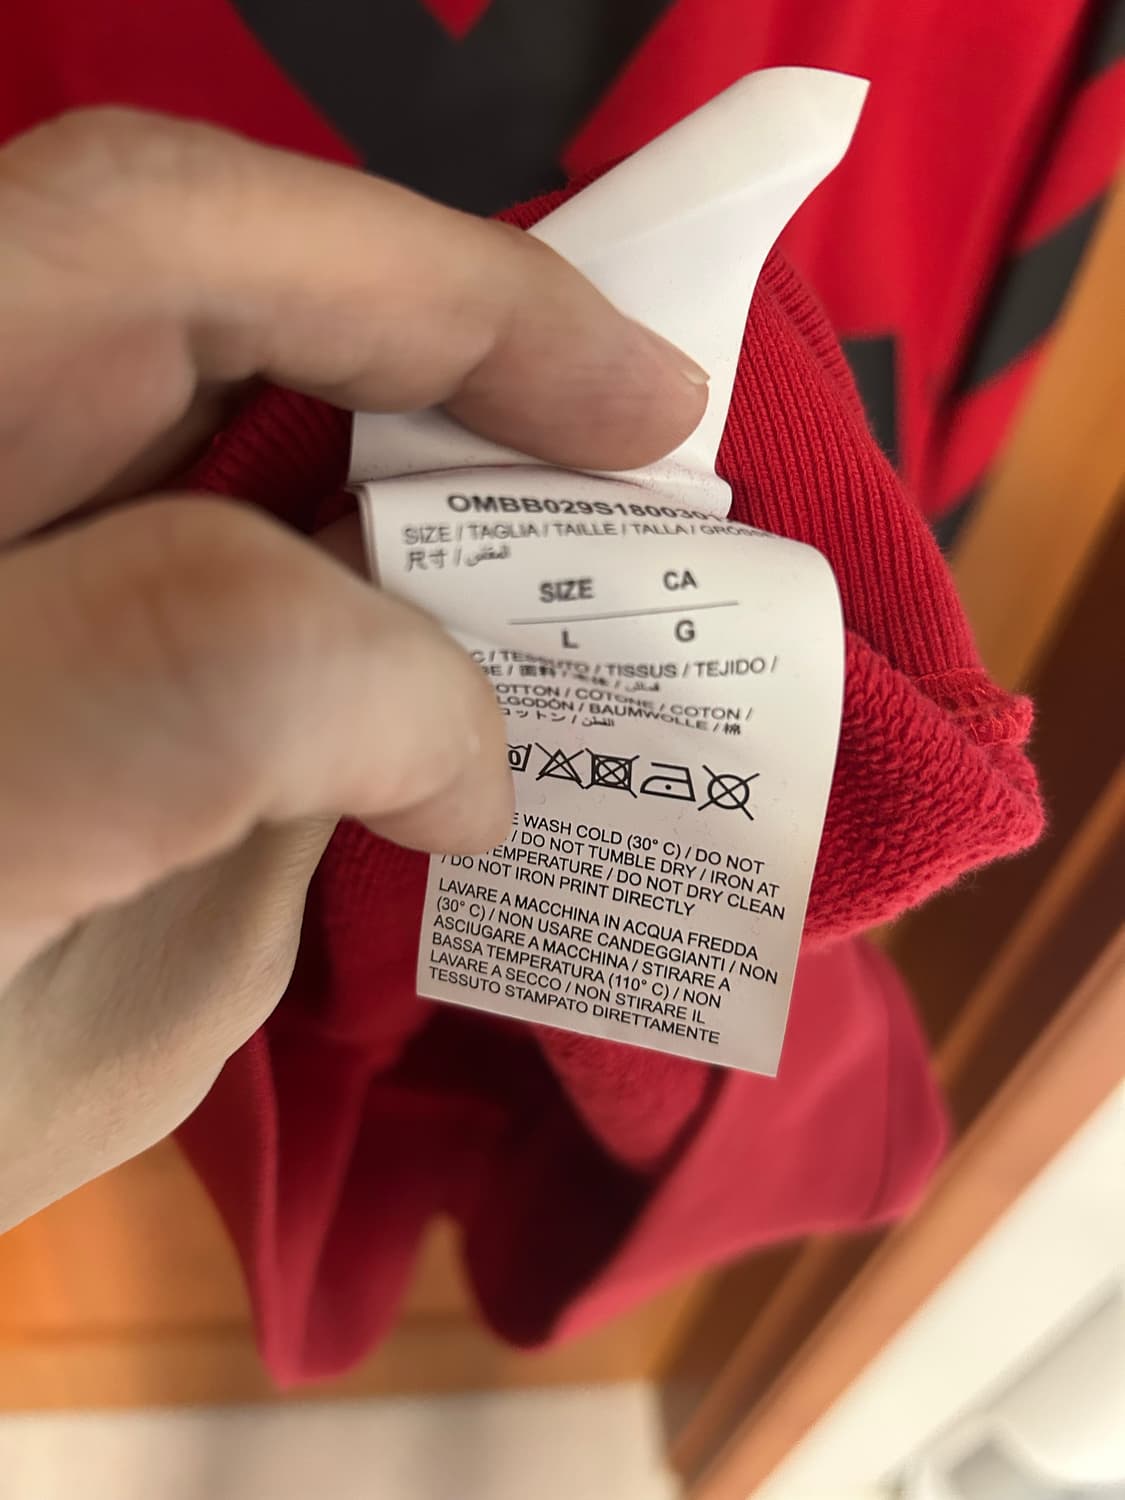 OMBB029S1800301
SIZE / TAGLIA / TAILLE / TALLA / GRÖSSE
尺寸 /
SIZE CA
L G
/ TESSUTO / TISSUS / TEJIDO /
/ 面料 /
COTTON / COTONE / COTON /
ALGODÓN / BAUMWOLLE / 棉
コットン / القطن
WASH COLD (30° C) / DO NOT
/ DO NOT TUMBLE DRY / IRON AT
TEMPERATURE / DO NOT DRY CLEAN
/ DO NOT IRON PRINT DIRECTLY
LAVARE A MACCHINA IN ACQUA FREDDA
(30° C) / NON USARE CANDEGGIANTI / NON
ASCIUGARE A MACCHINA / STIRARE A
BASSA TEMPERATURA (110° C) / NON
LAVARE A SECCO / NON STIRARE IL
TESSUTO STAMPATO DIRETTAMENTE